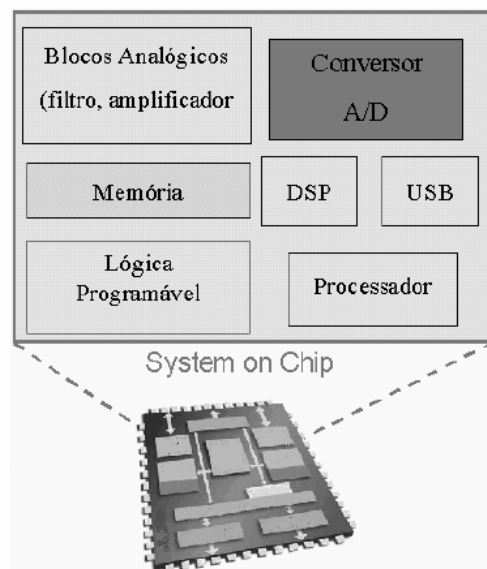 Blocos Analógicos
(filtro, amplificador
Conversor
A/D
Memória
DSP
USB
Lógica
Programável
Processador
System on Chip